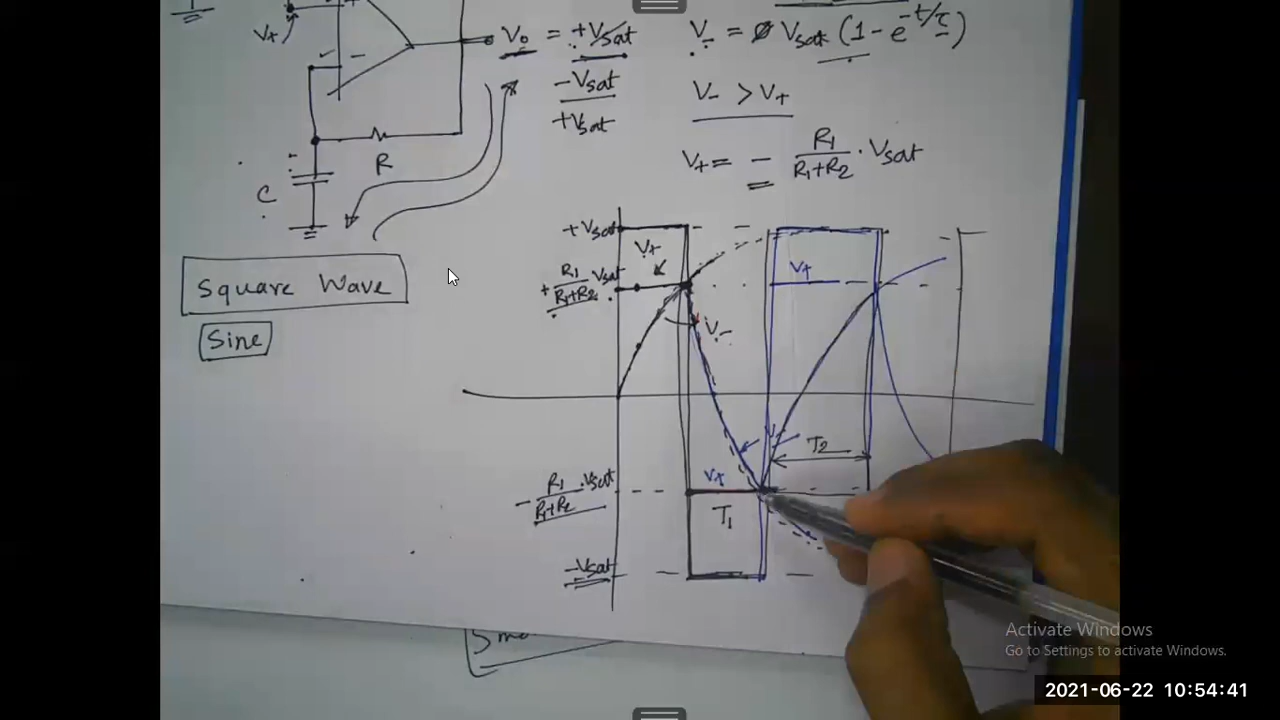 V+
+
-
Vo = +Vsat
-Vsat
+Vsat
R
C
V- = Vsat (1 - e^-t/τ)
V- > V+
V+ = - R1/R1+R2 . Vsat
Square Wave
Sine
+Vsat
V+
+ R1/R1+R2 Vsat
V-
V+
T2
- R1/R1+R2 .Vsat
V+
T1
-Vsat
Activate Windows
Go to Settings to activate Windows.
2021-06-22 10:54:41